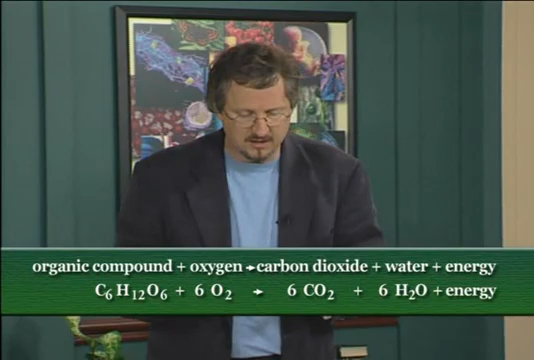 organic compound + oxygen → carbon dioxide + water + energy
C₆H₁₂O₆ + 6 O₂ → 6 CO₂ + 6 H₂O + energy